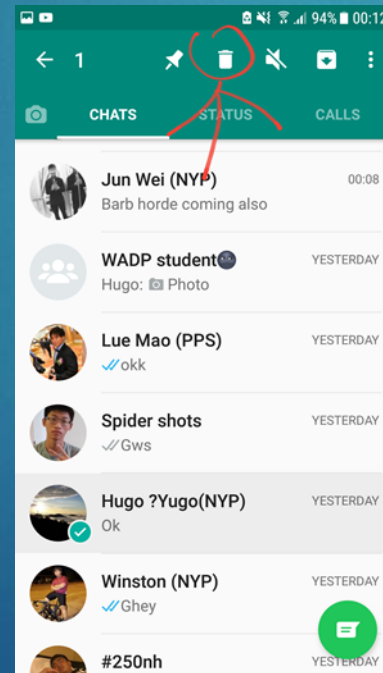 94% 00:12
1
CHATS STATUS CALLS
Jun Wei (NYP) 00:08
Barb horde coming also
WADP student🌚 YESTERDAY
Hugo: 📷 Photo
Lue Mao (PPS) YESTERDAY
okk
Spider shots YESTERDAY
Gws
Hugo ?Yugo(NYP) YESTERDAY
Ok
Winston (NYP) YESTERDAY
Ghey
#250nh YESTERDAY